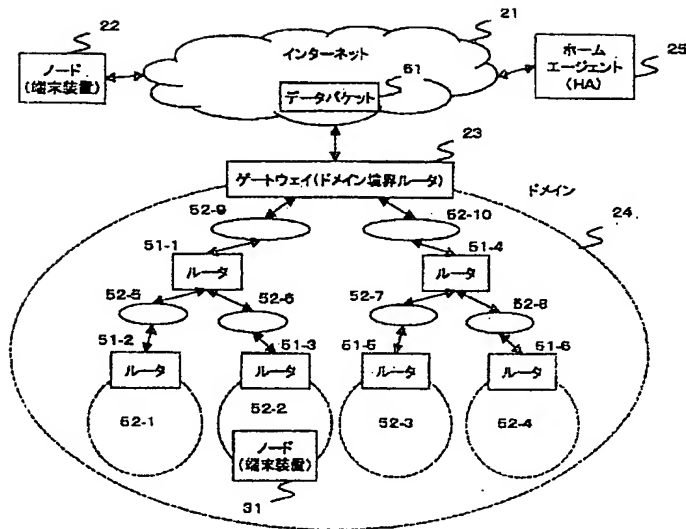 22
21
25
ノード
(端末装置)
インターネット
61
データパケット
ホーム
エージェント
(HA)
23
ゲートウェイ(ドメイン境界ルータ)
ドメイン
24
52-9
52-10
51-1
51-4
ルータ
ルータ
52-5
52-6
52-7
52-8
51-2
51-3
51-5
51-6
ルータ
ルータ
ルータ
ルータ
52-1
52-2
52-3
52-4
ノード
(端末装置)
31